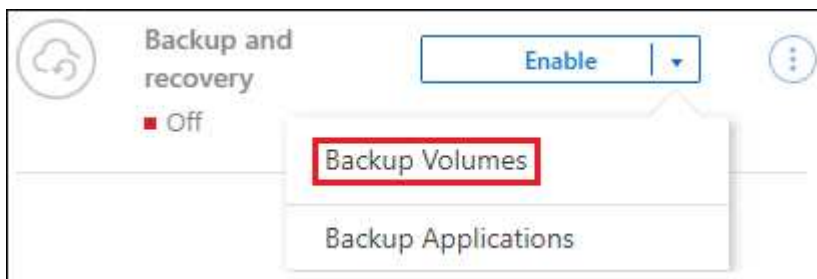 Backup and
recovery
Enable
Off
Backup Volumes
Backup Applications